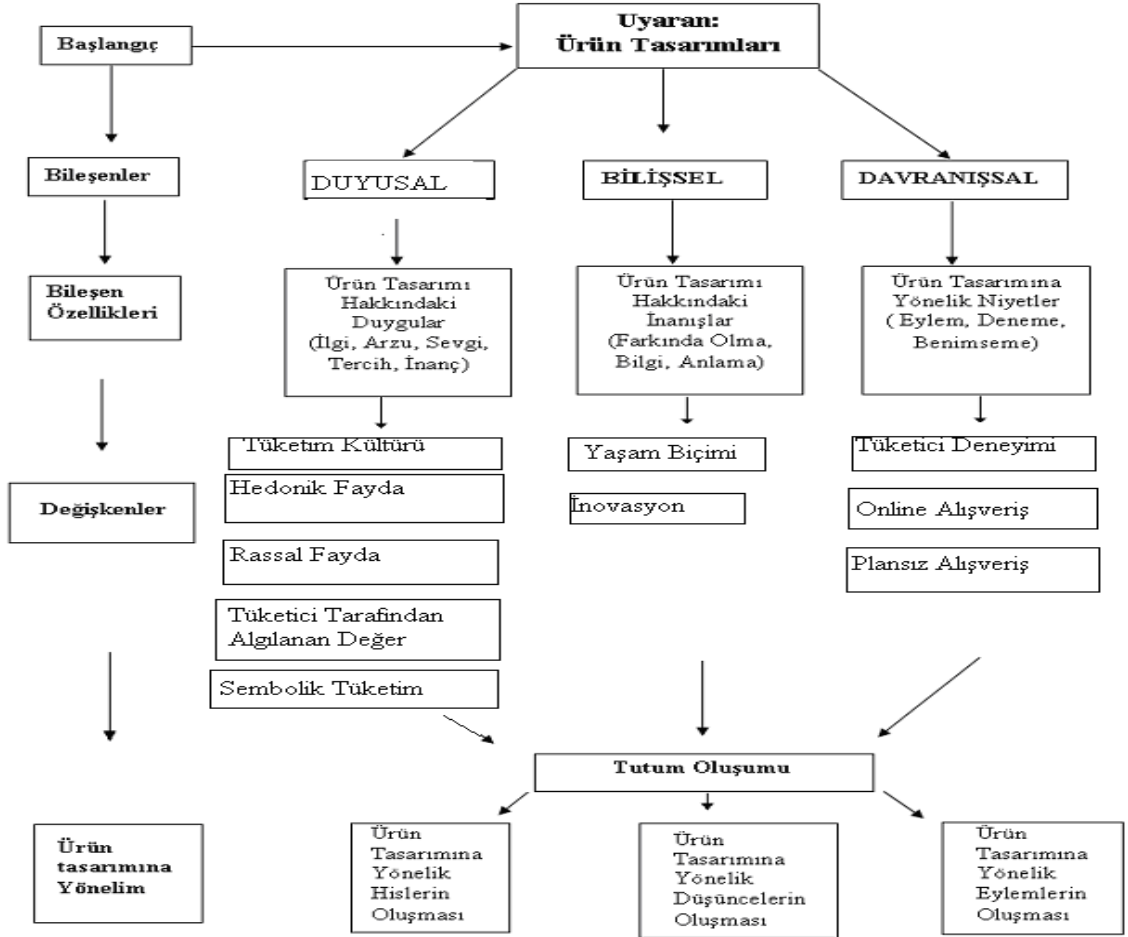 Başlangıç
Uyaran:
Ürün Tasarımları
Bileşenler
DUYUSAL
BİLİŞSEL
DAVRANIŞSAL
Bileşen
Özellikleri
Ürün Tasarımı
Hakkındaki
Duygular
(İlgi, Arzu, Sevgi,
Tercih, İnanç)
Ürün Tasarımı
Hakkındaki
İnanışlar
(Farkında Olma,
Bilgi, Anlama)
Ürün Tasarımına
Yönelik Niyetler
( Eylem, Deneme,
Benimseme)
Değişkenler
Tüketım Kültürü
Hedonik Fayda
Rassal Fayda
Tüketici Tarafından
Algılanan Değer
Sembolik Tüketim
Yaşam Biçimi
İnovasyon
Tüketici Deneyimi
Online Alışveriş
Plansız Alışveriş
Tutum Oluşumu
Ürün
tasarımına
Yönelim
Ürün
Tasarımına
Yönelik
Hislerin
Oluşması
Ürün
Tasarımına
Yönelik
Düşüncelerin
Oluşması
Ürün
Tasarımına
Yönelik
Eylemlerin
Oluşması